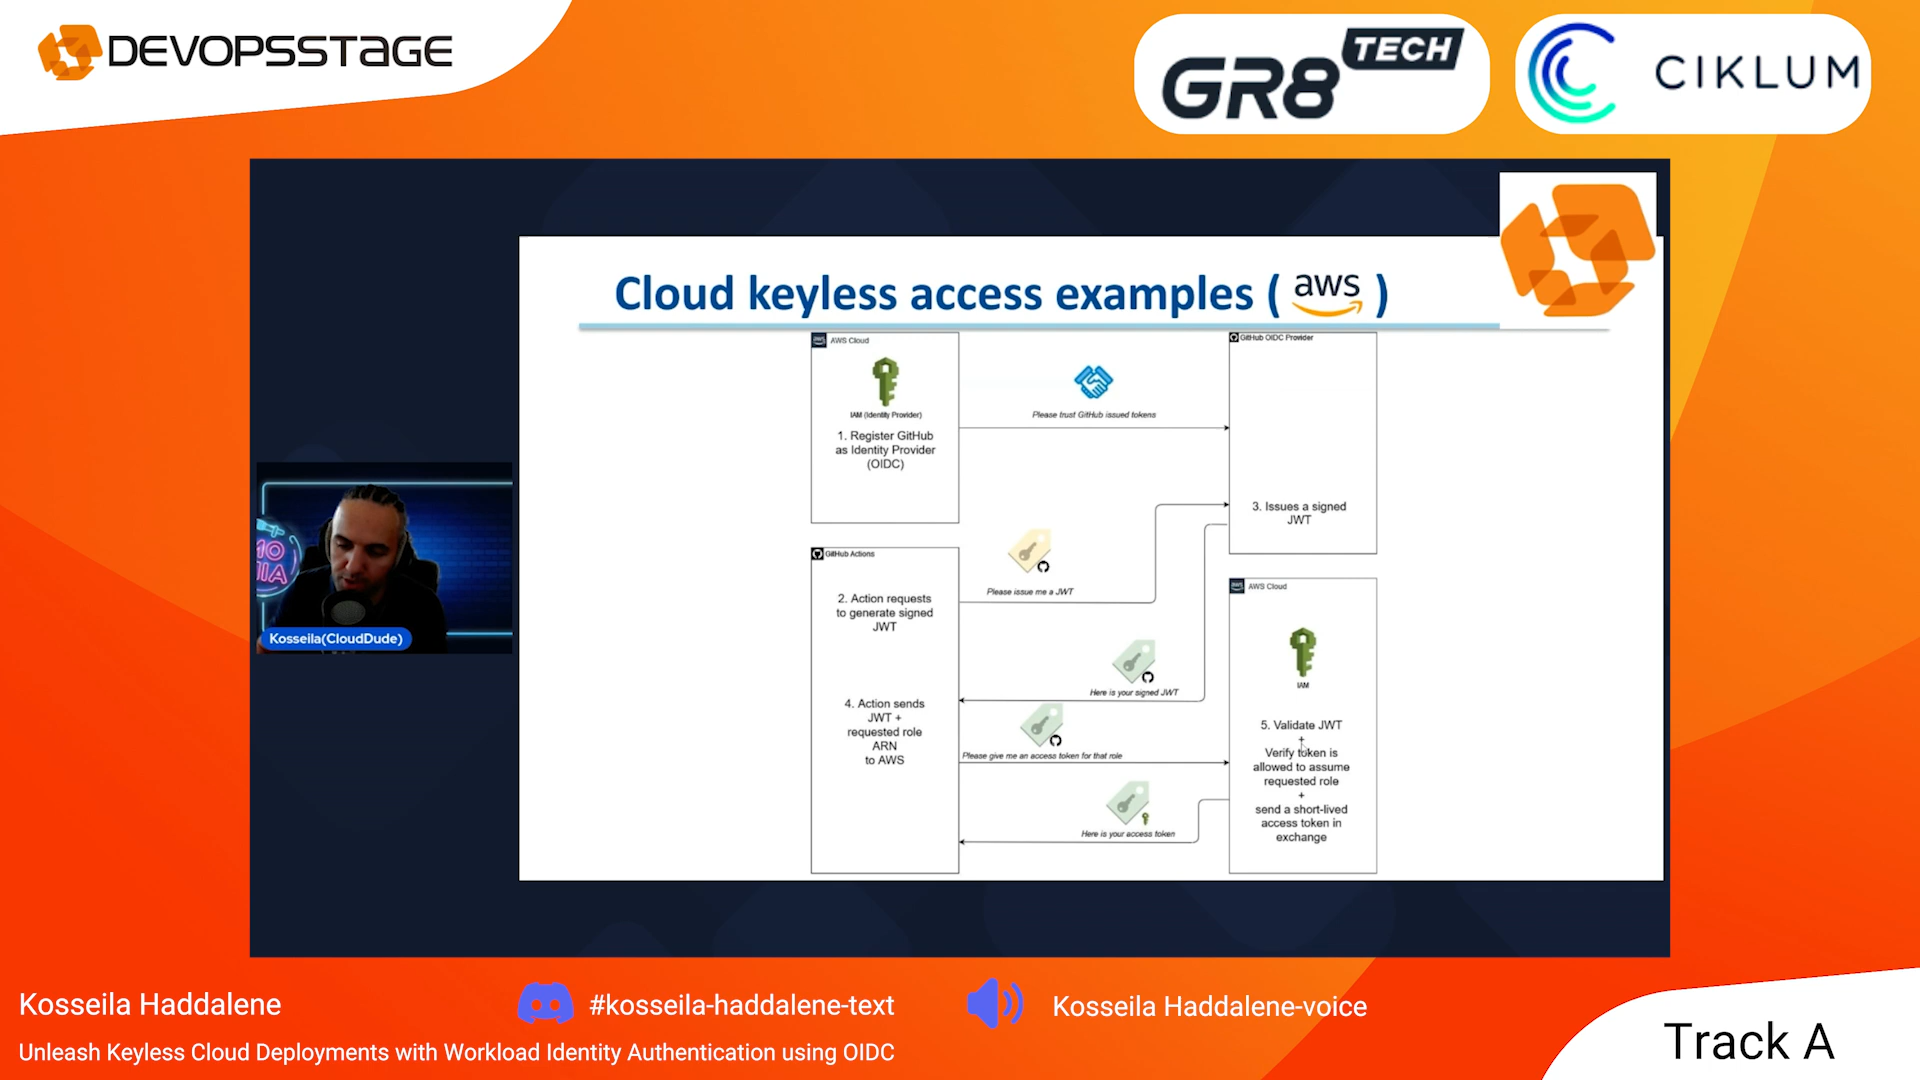 DEVOPSSTAGE
GR8 TECH
CIKLUM
Cloud keyless access examples ( aws )
AWS Cloud
IAM (Identity Provider)
1. Register GitHub
as Identity Provider
(OIDC)
Please trust GitHub issued tokens
GitHub OIDC Provider
3. Issues a signed
JWT
GitHub Actions
2. Action requests
to generate signed
JWT
Please issue me a JWT
Here is your signed JWT
4. Action sends
JWT +
requested role
ARN
to AWS
Please give me an access token for that role
Here is your access token
AWS Cloud
IAM
5. Validate JWT
+
Verify token is
allowed to assume
requested role
+
send a short-lived
access token in
exchange
Kosseila(CloudDude)
Kosseila Haddalene
#kosseila-haddalene-text
Kosseila Haddalene-voice
Unleash Keyless Cloud Deployments with Workload Identity Authentication using OIDC
Track A